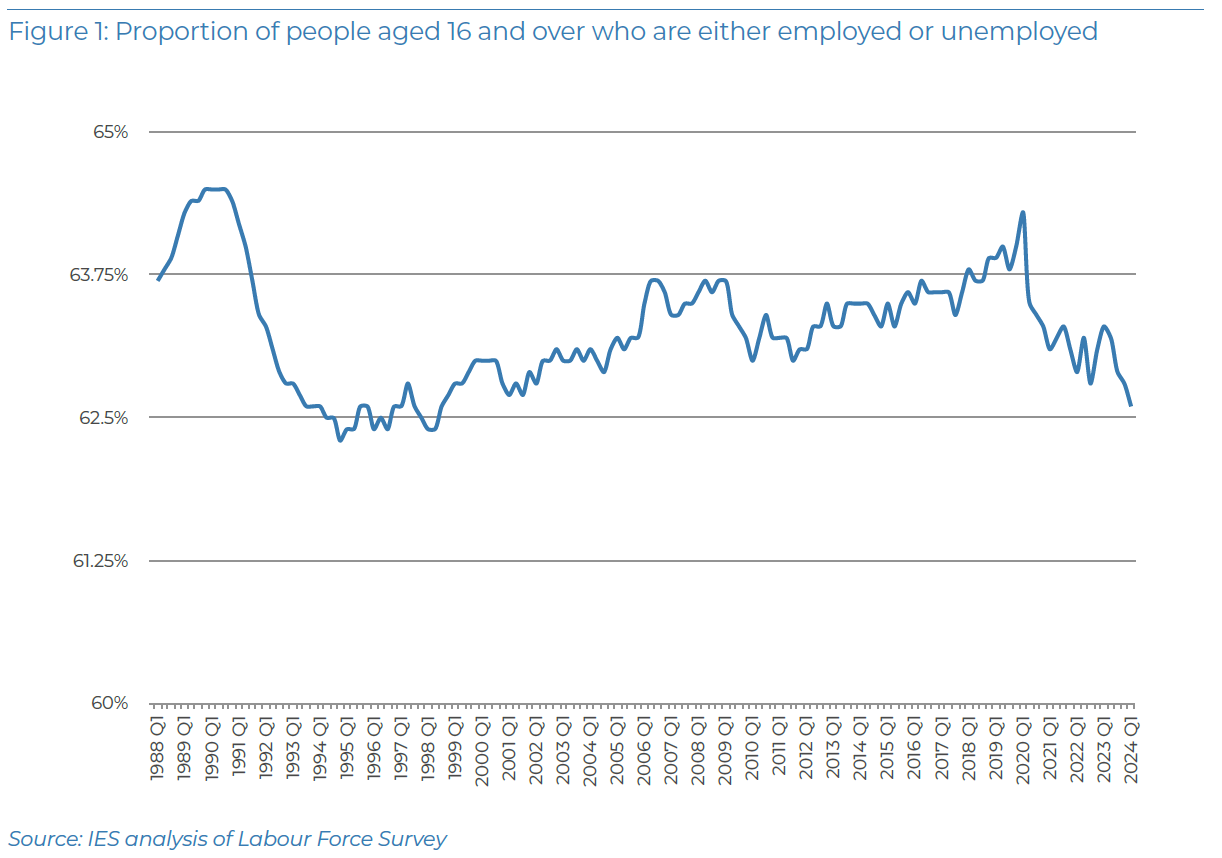 Figure 1: Proportion of people aged 16 and over who are either employed or unemployed
65%
63.75%
62.5%
61.25%
60%
1988 Q1
1989 Q1
1990 Q1
1991 Q1
1992 Q1
1993 Q1
1994 Q1
1995 Q1
1996 Q1
1997 Q1
1998 Q1
1999 Q1
2000 Q1
2001 Q1
2002 Q1
2003 Q1
2004 Q1
2005 Q1
2006 Q1
2007 Q1
2008 Q1
2009 Q1
2010 Q1
2011 Q1
2012 Q1
2013 Q1
2014 Q1
2015 Q1
2016 Q1
2017 Q1
2018 Q1
2019 Q1
2020 Q1
2021 Q1
2022 Q1
2023 Q1
2024 Q1
Source: IES analysis of Labour Force Survey